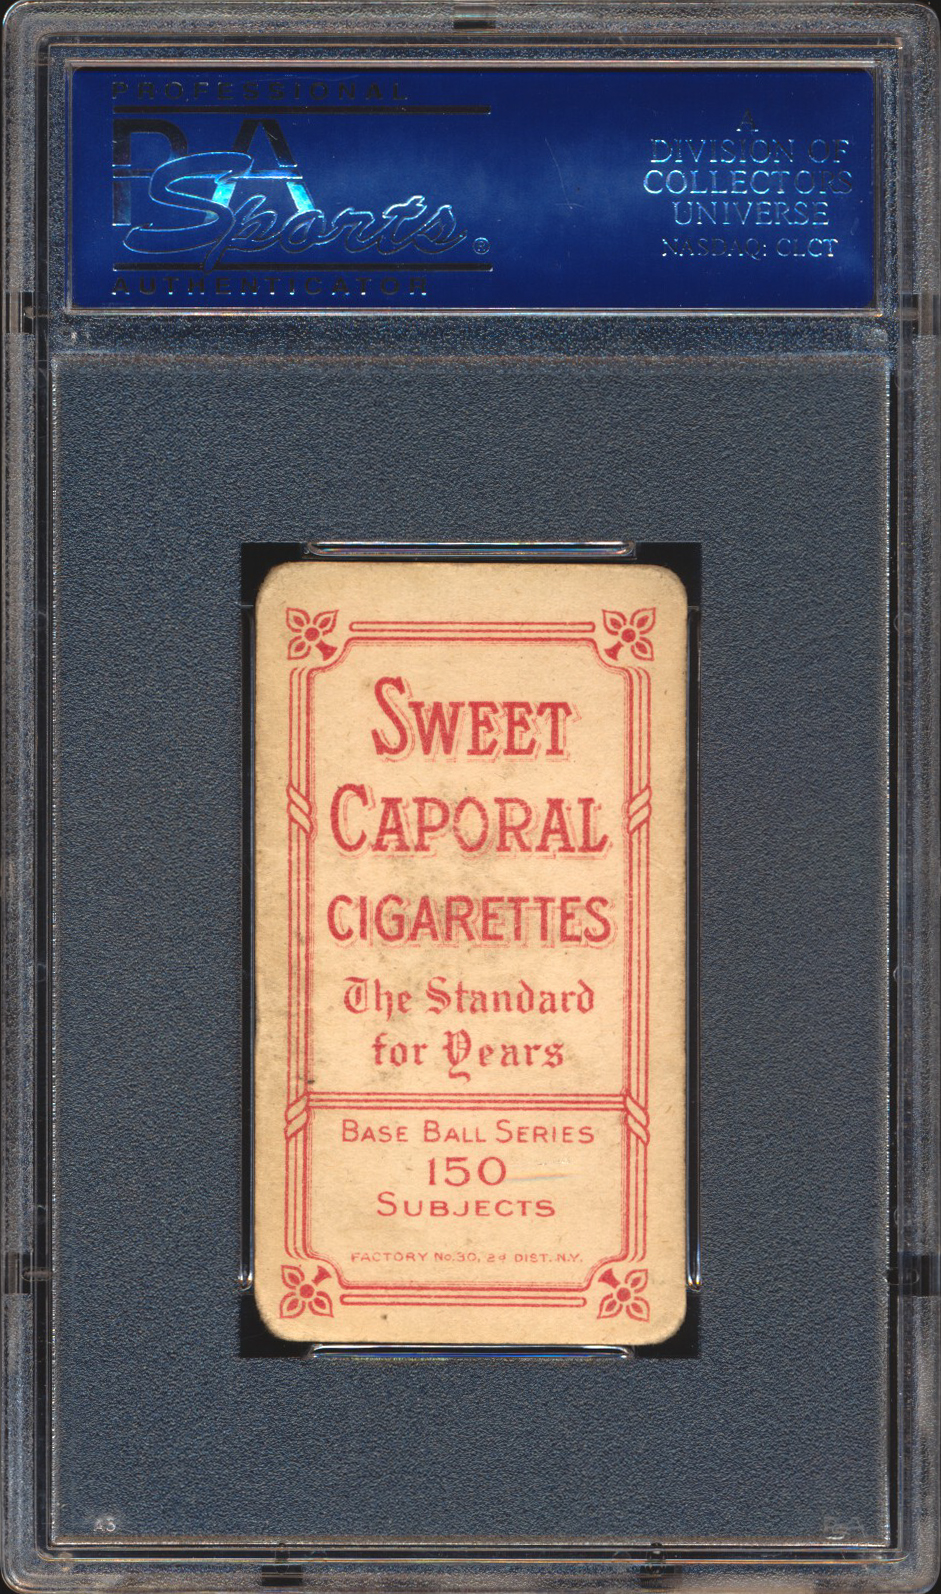 PROFESSIONAL
PSA
Sports®
AUTHENTICATOR
A
DIVISION OF
COLLECTORS
UNIVERSE
NASDAQ: CLCT
SWEET
CAPORAL
CIGARETTES
The Standard
for Years
BASE BALL SERIES
150
SUBJECTS
FACTORY No. 30, 2d DIST. N.Y.
A3